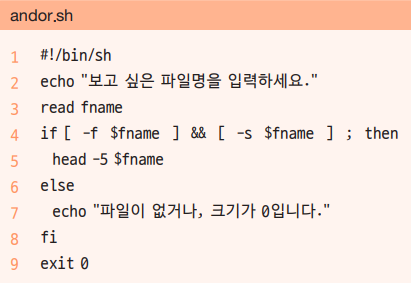 andor.sh
1 #!/bin/sh
2 echo "보고 싶은 파일명을 입력하세요."
3 read fname
4 if [ -f $fname ] && [ -s $fname ] ; then
5 head -5 $fname
6 else
7 echo "파일이 없거나, 크기가 0입니다."
8 fi
9 exit 0